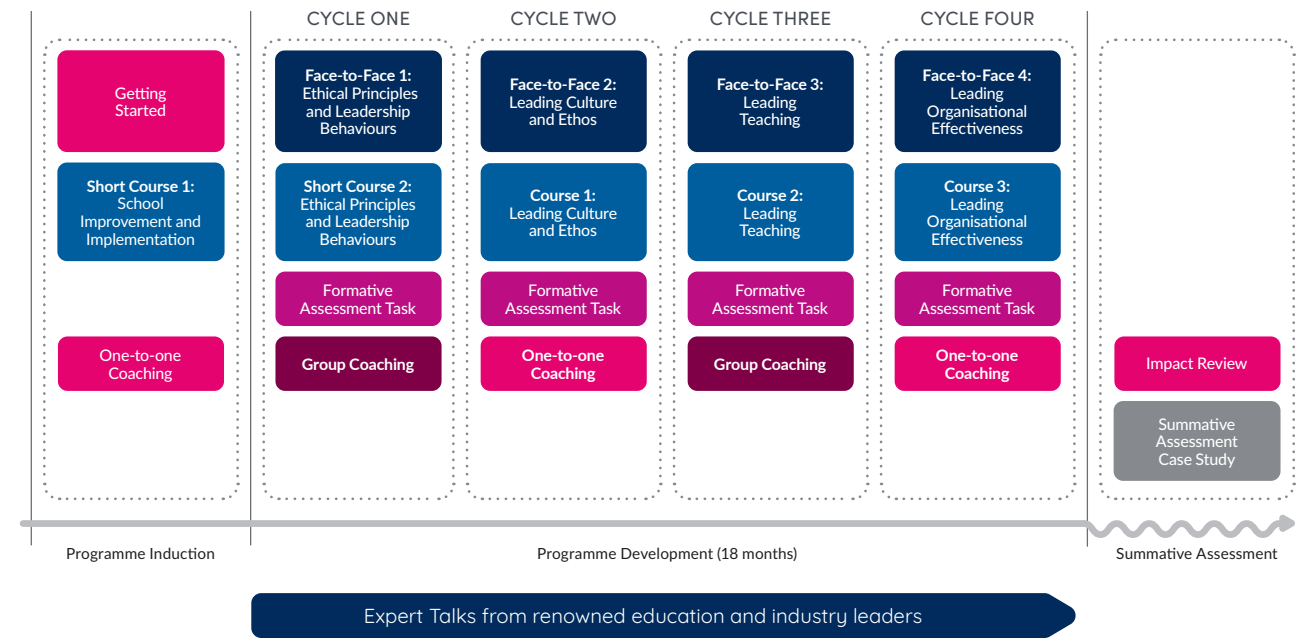 CYCLE ONE
CYCLE TWO
CYCLE THREE
CYCLE FOUR
Getting
Started
Short Course 1:
School
Improvement and
Implementation
One-to-one
Coaching
Face-to-Face 1:
Ethical Principles
and Leadership
Behaviours
Short Course 2:
Ethical Principles
and Leadership
Behaviours
Formative
Assessment Task
Group Coaching
Face-to-Face 2:
Leading Culture
and Ethos
Course 1:
Leading Culture
and Ethos
Formative
Assessment Task
One-to-one
Coaching
Face-to-Face 3:
Leading
Teaching
Course 2:
Leading
Teaching
Formative
Assessment Task
Group Coaching
Face-to-Face 4:
Leading
Organisational
Effectiveness
Course 3:
Leading
Organisational
Effectiveness
Formative
Assessment Task
One-to-one
Coaching
Impact Review
Summative
Assessment
Case Study
Programme Induction
Programme Development (18 months)
Summative Assessment
Expert Talks from renowned education and industry leaders